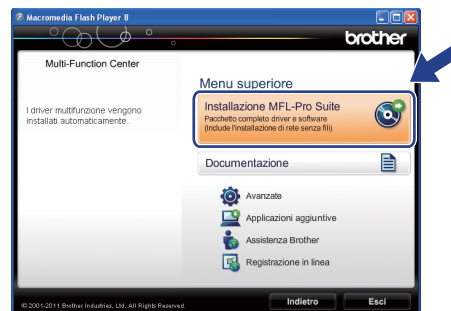 Macromedia Flash Player 8
brother
Multi-Function Center
I driver multifunzione vengono
installati automaticamente.
Menu superiore
Installazione MFL-Pro Suite
Pacchetto completo driver e software
(Include l'installazione di rete senza fili)
Documentazione
Avanzate
Applicazioni aggiuntive
Assistenza Brother
Registrazione in linea
© 2001-2011 Brother Industries, Ltd. All Rights Reserved.
Indietro
Esci